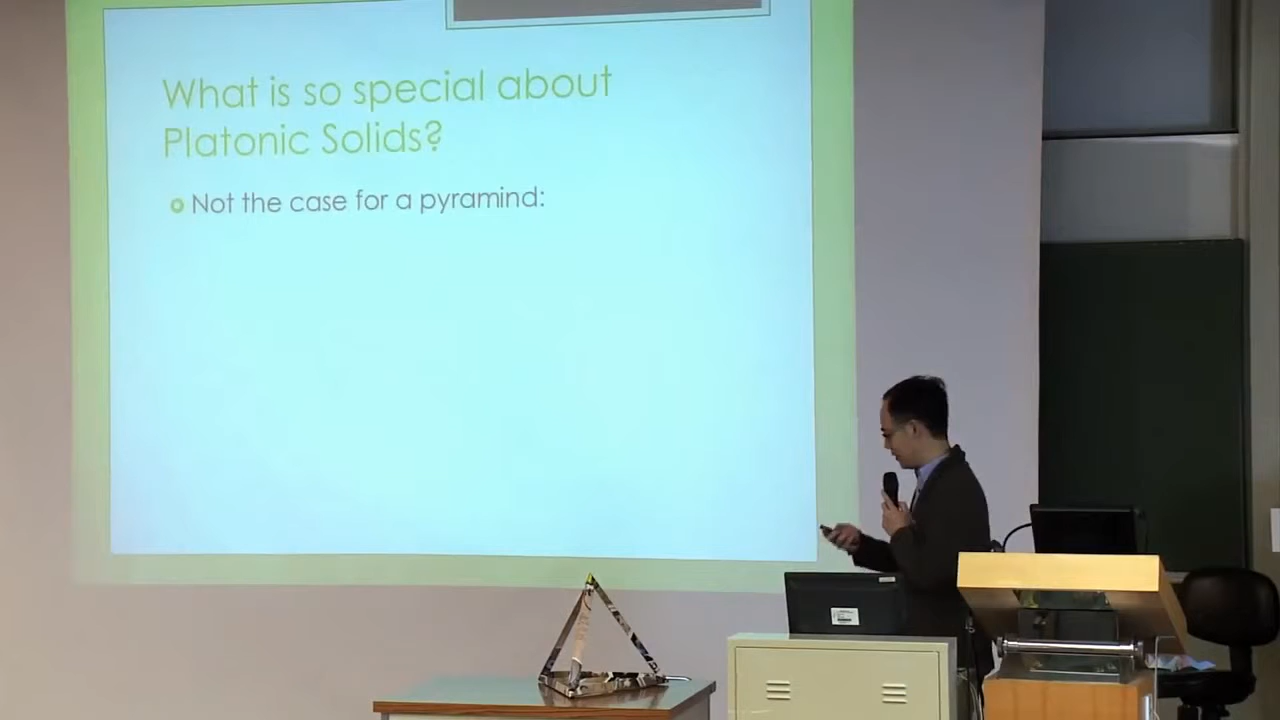 What is so special about
Platonic Solids?
Not the case for a pyramind: